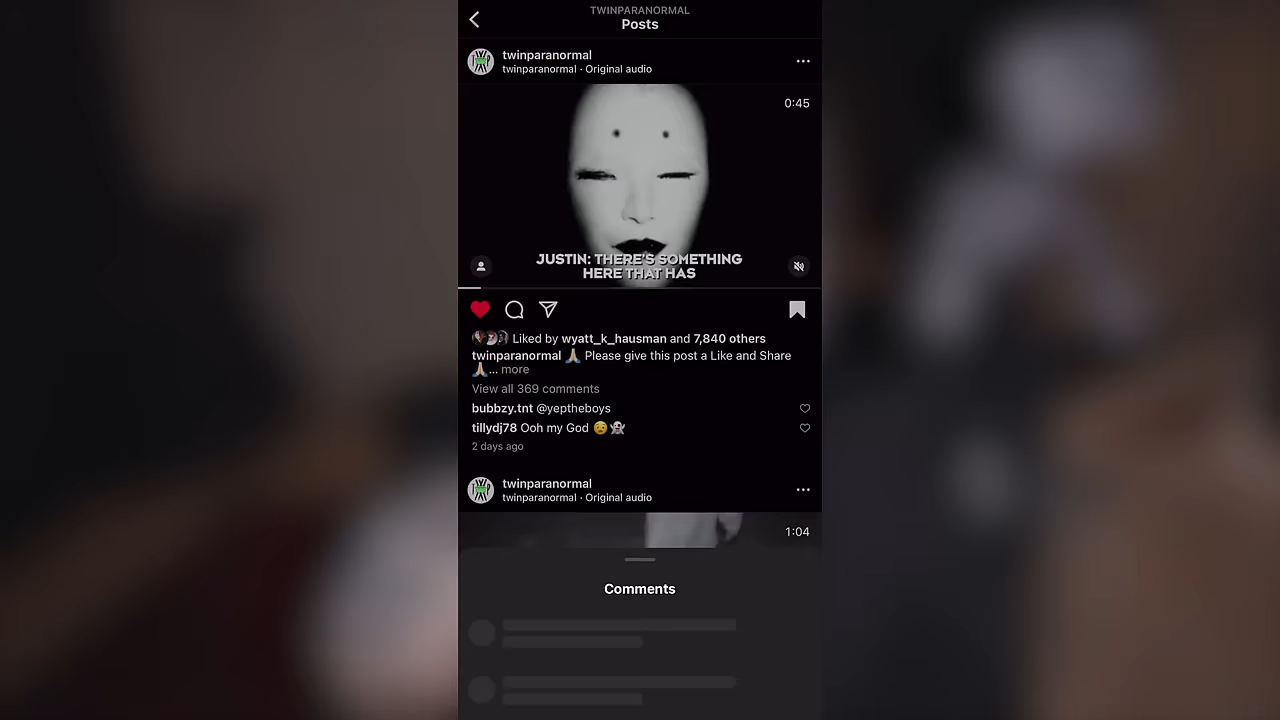 TWINPARANORMAL
Posts
twinparanormal
twinparanormal · Original audio
0:45
JUSTIN: THERE'S SOMETHING
HERE THAT HAS
Liked by wyatt_k_hausman and 7,840 others
twinparanormal 🙏🏼 Please give this post a Like and Share
🙏🏼... more
View all 369 comments
bubbzy.tnt @yeptheboys
tillydj78 Ooh my God 😧👻
2 days ago
twinparanormal
twinparanormal · Original audio
1:04
Comments